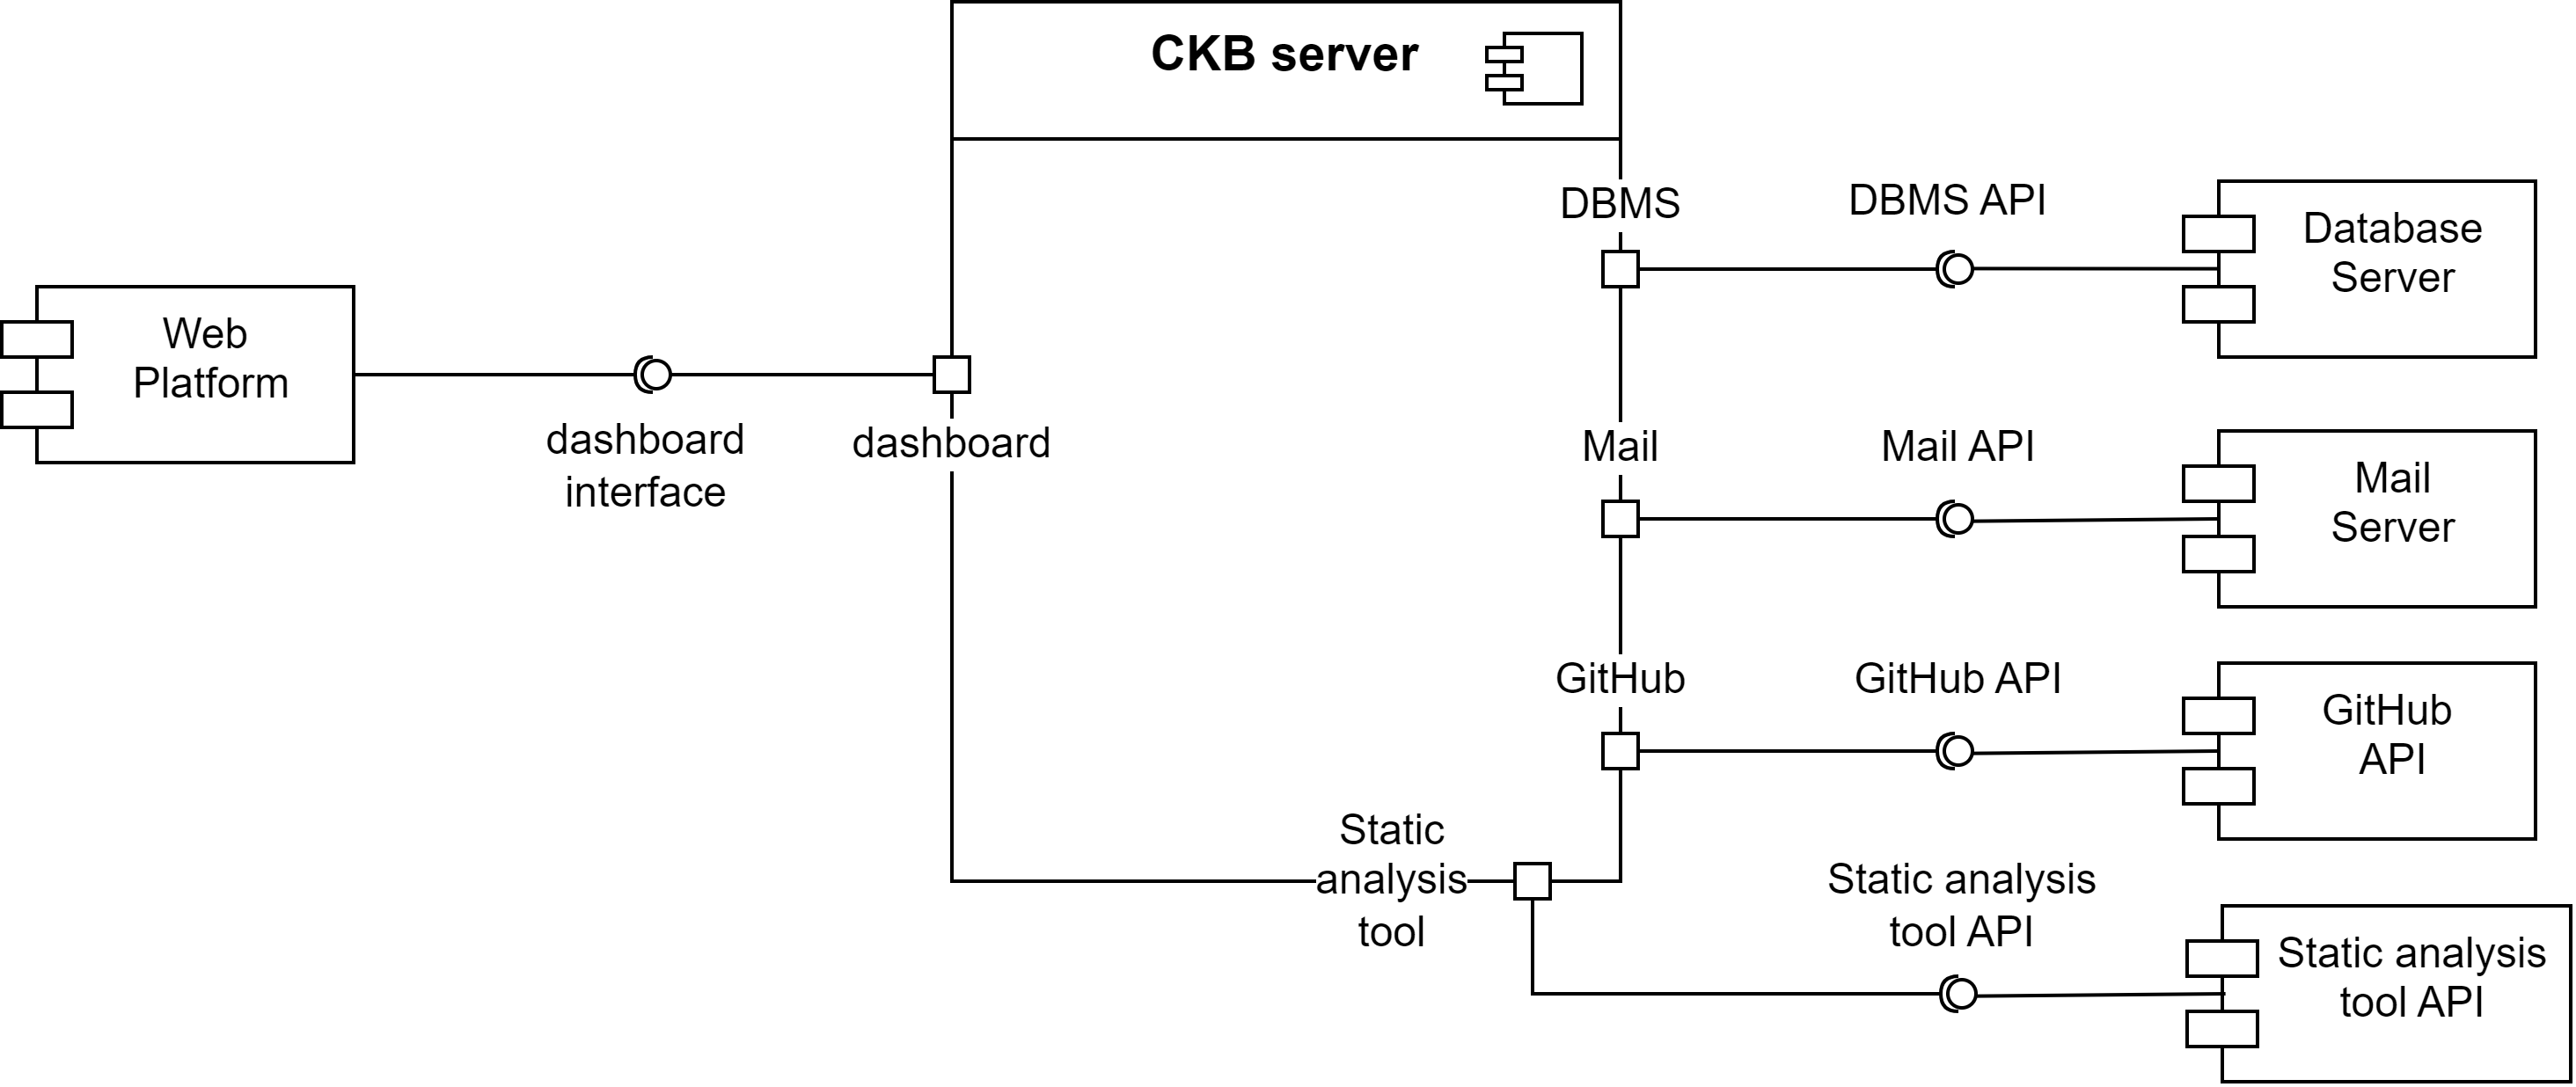 CKB server
Web
Platform
dashboard
interface
dashboard
DBMS
DBMS API
Database
Server
Mail
Mail API
Mail
Server
GitHub
GitHub API
GitHub
API
Static
analysis
tool
Static analysis
tool API
Static analysis
tool API